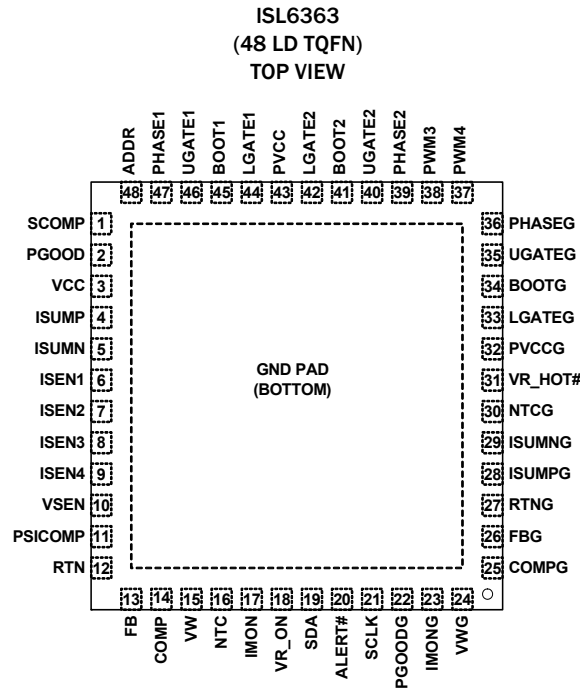 ISL6363
(48 LD TQFN)
TOP VIEW
ADDR
PHASE1
UGATE1
BOOT1
LGATE1
PVCC
LGATE2
BOOT2
UGATE2
PHASE2
PWM3
PWM4
48 47 46 45 44 43 42 41 40 39 38 37
SCOMP 1
PGOOD 2
VCC 3
ISUMP 4
ISUMN 5
ISEN1 6
ISEN2 7
ISEN3 8
ISEN4 9
VSEN 10
PSICOMP 11
RTN 12
GND PAD
(BOTTOM)
36 PHASEG
35 UGATEG
34 BOOTG
33 LGATEG
32 PVCCG
31 VR_HOT#
30 NTCG
29 ISUMNG
28 ISUMPG
27 RTNG
26 FBG
25 COMPG
13 14 15 16 17 18 19 20 21 22 23 24
FB
COMP
VW
NTC
IMON
VR_ON
SDA
ALERT#
SCLK
PGOODG
IMONG
VWG